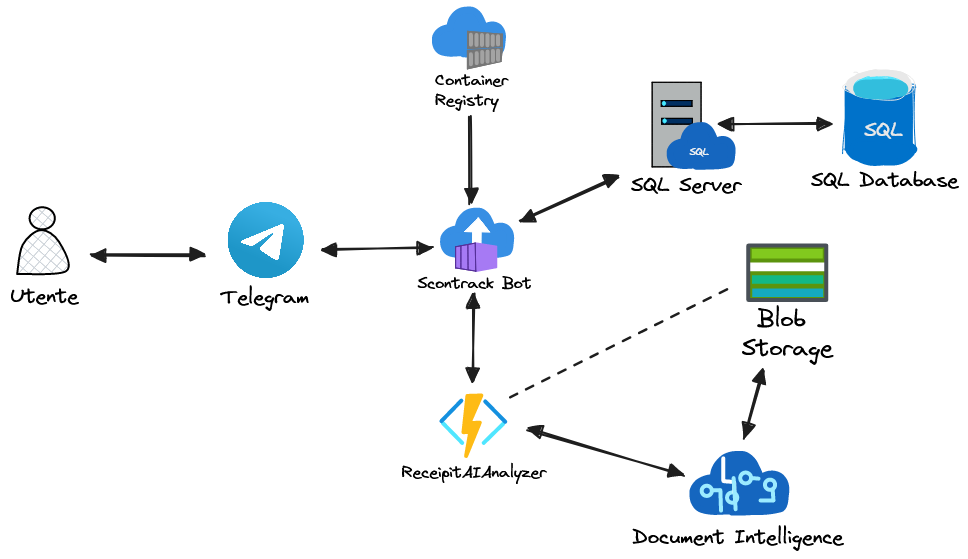 Container
Registry
SQL
SQL
SQL Server
SQL Database
Utente
Telegram
Scontrack Bot
Blob
Storage
ReceipitAIAnalyzer
Document Intelligence